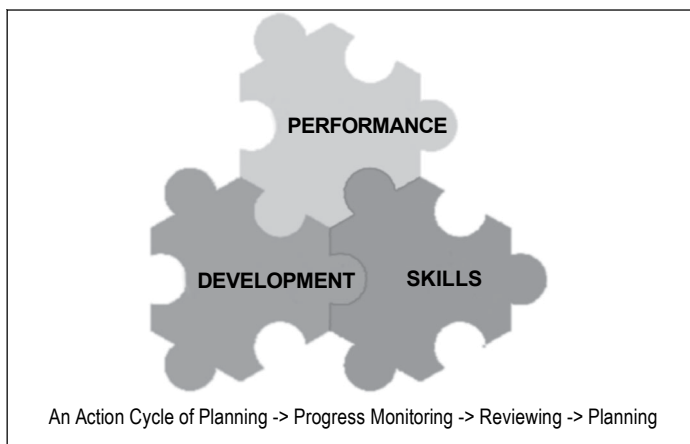 PERFORMANCE
DEVELOPMENT SKILLS
An Action Cycle of Planning -> Progress Monitoring -> Reviewing -> Planning